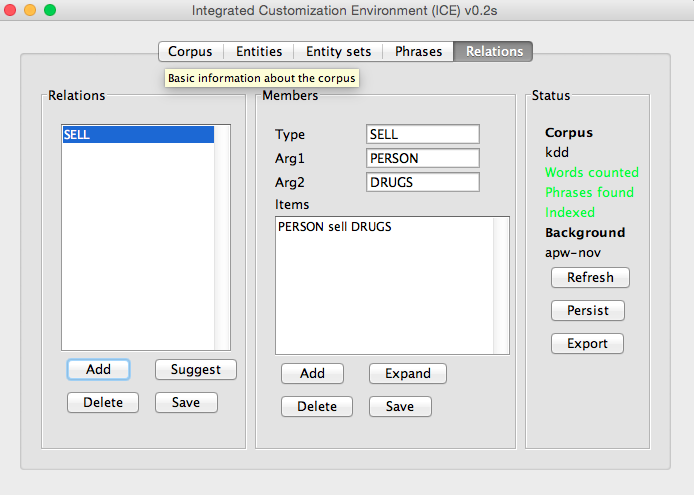 Integrated Customization Environment (ICE) v0.2s
Corpus Entities Entity sets Phrases Relations
Basic information about the corpus
Relations
SELL
Add Suggest
Delete Save
Members
Type SELL
Arg1 PERSON
Arg2 DRUGS
Items
PERSON sell DRUGS
Add Expand
Delete Save
Status
Corpus
kdd
Words counted
Phrases found
Indexed
Background
apw-nov
Refresh
Persist
Export